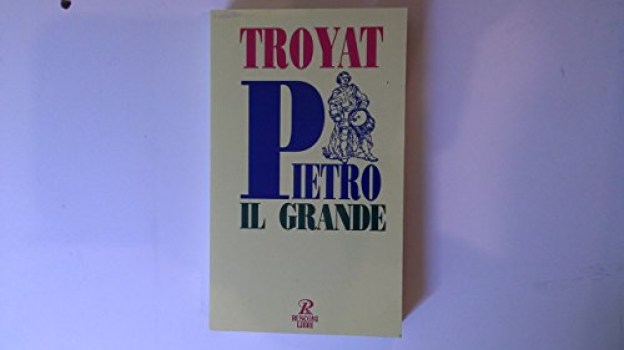 TROYAT
PIETRO
IL GRANDE
R
RUSCONI
LIBRI